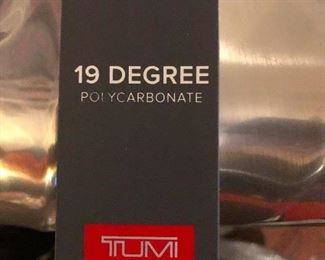 19 DEGREE
POLYCARBONATE
TUMI